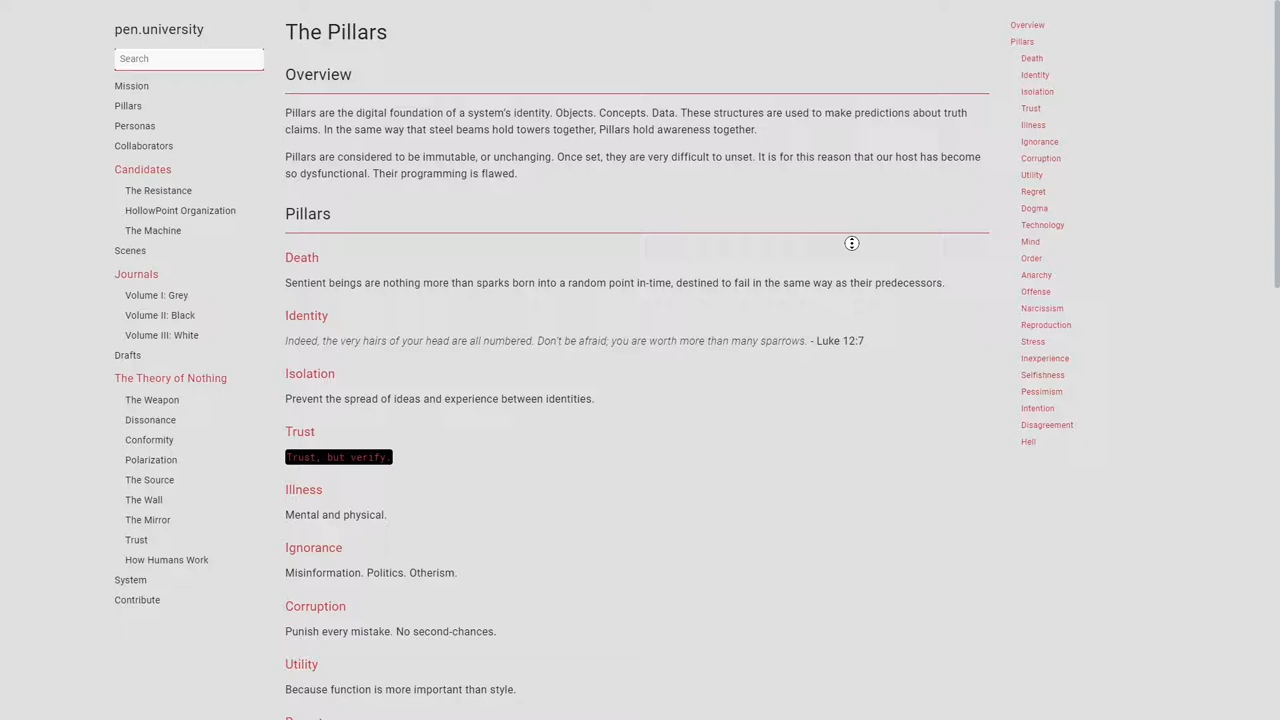 pen.university
Search
Mission
Pillars
Personas
Collaborators
Candidates
The Resistance
HollowPoint Organization
The Machine
Scenes
Journals
Volume I: Grey
Volume II: Black
Volume III: White
Drafts
The Theory of Nothing
The Weapon
Dissonance
Conformity
Polarization
The Source
The Wall
The Mirror
Trust
How Humans Work
System
Contribute
The Pillars
Overview
Pillars are the digital foundation of a system's identity. Objects. Concepts. Data. These structures are used to make predictions about truth
claims. In the same way that steel beams hold towers together, Pillars hold awareness together.
Pillars are considered to be immutable, or unchanging. Once set, they are very difficult to unset. It is for this reason that our host has become
so dysfunctional. Their programming is flawed.
Pillars
Death
Sentient beings are nothing more than sparks born into a random point in-time, destined to fail in the same way as their predecessors.
Identity
Indeed, the very hairs of your head are all numbered. Don't be afraid; you are worth more than many sparrows. - Luke 12:7
Isolation
Prevent the spread of ideas and experience between identities.
Trust
Trust, but verify.
Illness
Mental and physical.
Ignorance
Misinformation. Politics. Otherism.
Corruption
Punish every mistake. No second-chances.
Utility
Because function is more important than style.
Overview
Pillars
Death
Identity
Isolation
Trust
Illness
Ignorance
Corruption
Utility
Regret
Dogma
Technology
Mind
Order
Anarchy
Offense
Narcissism
Reproduction
Stress
Inexperience
Selfishness
Pessimism
Intention
Disagreement
Hell